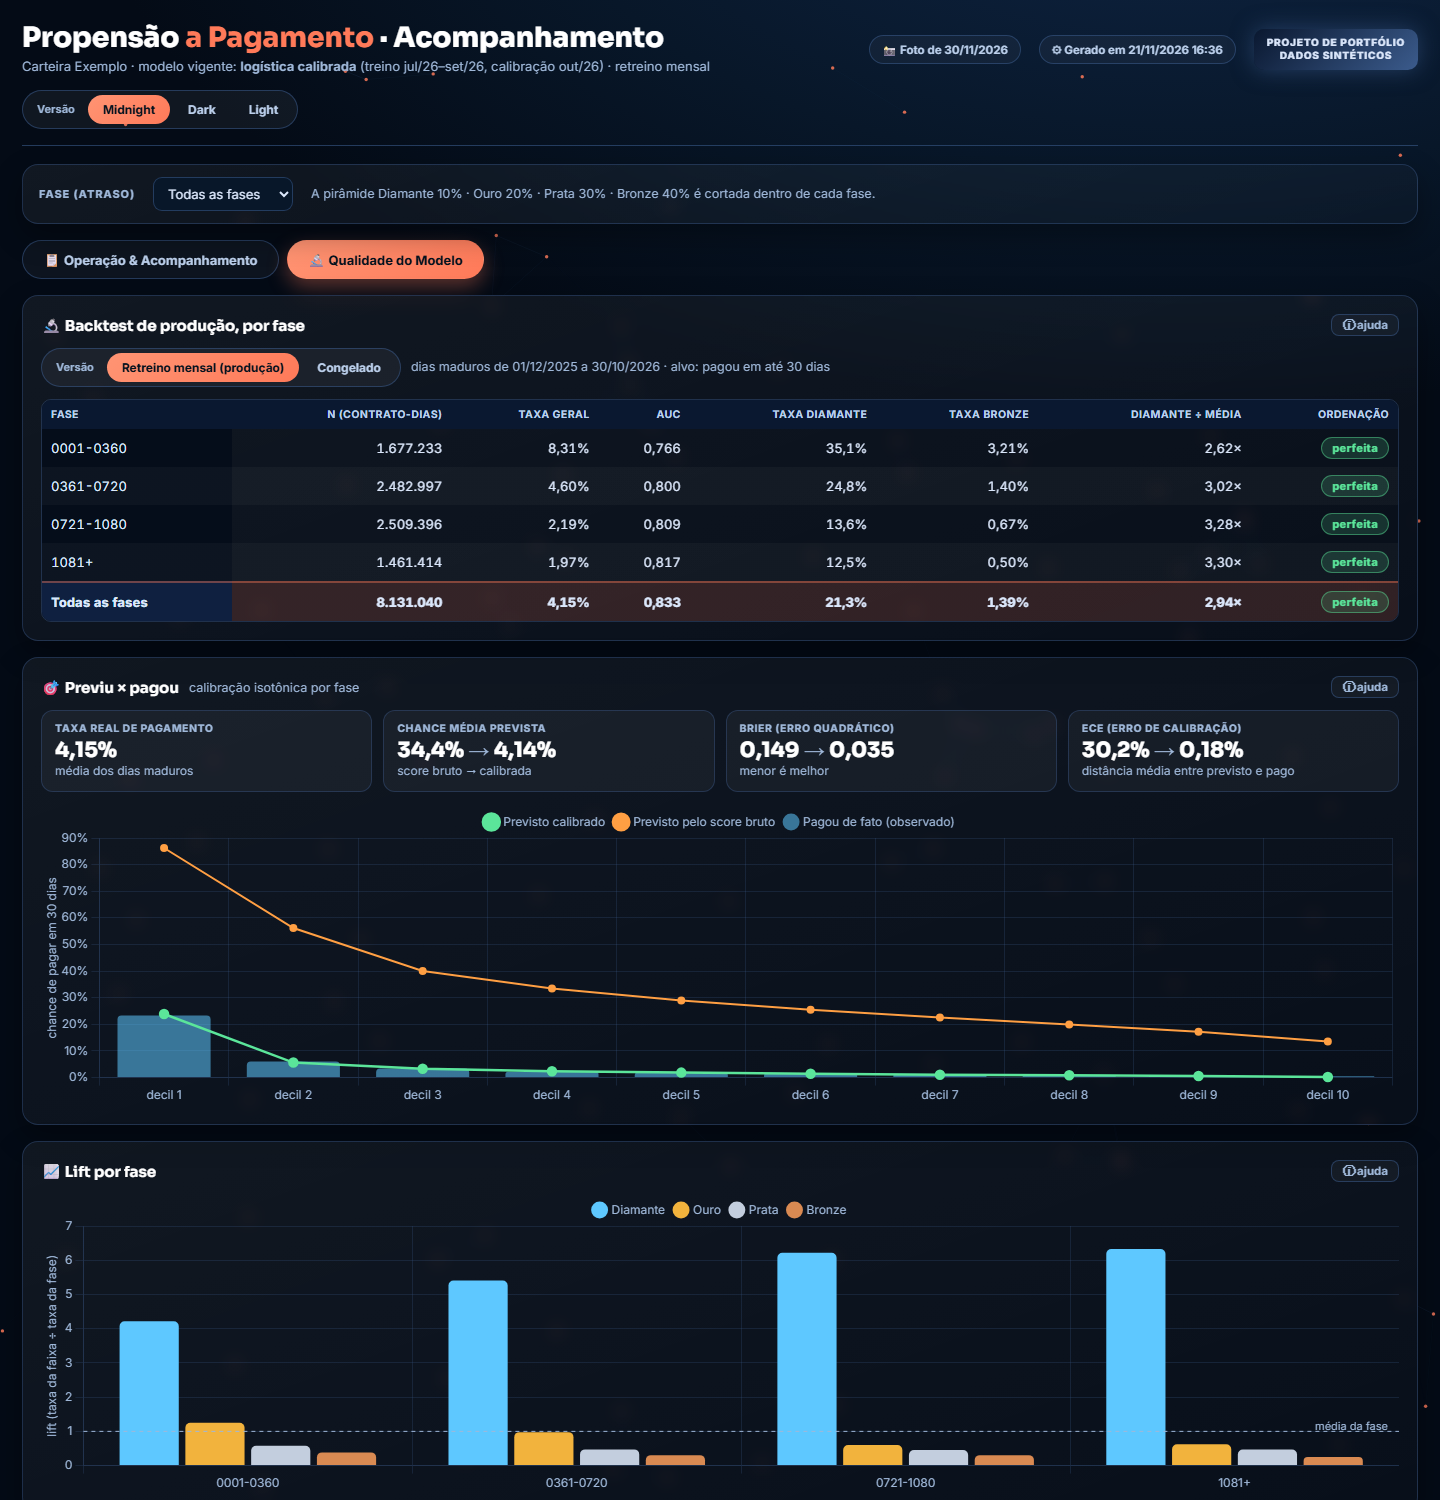 Propensão a Pagamento · Acompanhamento
Carteira Exemplo · modelo vigente: logística calibrada (treino jul/26–set/26, calibração out/26) · retreino mensal
Foto de 30/11/2026
Gerado em 21/11/2026 16:36
PROJETO DE PORTFÓLIO
DADOS SINTÉTICOS
Versão Midnight Dark Light
FASE (ATRASO) Todas as fases A pirâmide Diamante 10% · Ouro 20% · Prata 30% · Bronze 40% é cortada dentro de cada fase.
Operação & Acompanhamento
Qualidade do Modelo
Backtest de produção, por fase
ⓘ ajuda
Versão Retreino mensal (produção) Congelado dias maduros de 01/12/2025 a 30/10/2026 · alvo: pagou em até 30 dias
FASE N (CONTRATO-DIAS) TAXA GERAL AUC TAXA DIAMANTE TAXA BRONZE DIAMANTE ÷ MÉDIA ORDENAÇÃO
0001-0360 1.677.233 8,31% 0,766 35,1% 3,21% 2,62× perfeita
0361-0720 2.482.997 4,60% 0,800 24,8% 1,40% 3,02× perfeita
0721-1080 2.509.396 2,19% 0,809 13,6% 0,67% 3,28× perfeita
1081+ 1.461.414 1,97% 0,817 12,5% 0,50% 3,30× perfeita
Todas as fases 8.131.040 4,15% 0,833 21,3% 1,39% 2,94× perfeita
Previu × pagou calibração isotônica por fase
ⓘ ajuda
TAXA REAL DE PAGAMENTO
4,15%
média dos dias maduros
CHANCE MÉDIA PREVISTA
34,4% → 4,14%
score bruto → calibrada
BRIER (ERRO QUADRÁTICO)
0,149 → 0,035
menor é melhor
ECE (ERRO DE CALIBRAÇÃO)
30,2% → 0,18%
distância média entre previsto e pago
Previsto calibrado Previsto pelo score bruto Pagou de fato (observado)
chance de pagar em 30 dias
90%
80%
70%
60%
50%
40%
30%
20%
10%
0%
decil 1 decil 2 decil 3 decil 4 decil 5 decil 6 decil 7 decil 8 decil 9 decil 10
Lift por fase
ⓘ ajuda
Diamante Ouro Prata Bronze
lift (taxa da faixa ÷ taxa da fase)
7
6
5
4
3
2
1
0
média da fase
0001-0360 0361-0720 0721-1080 1081+